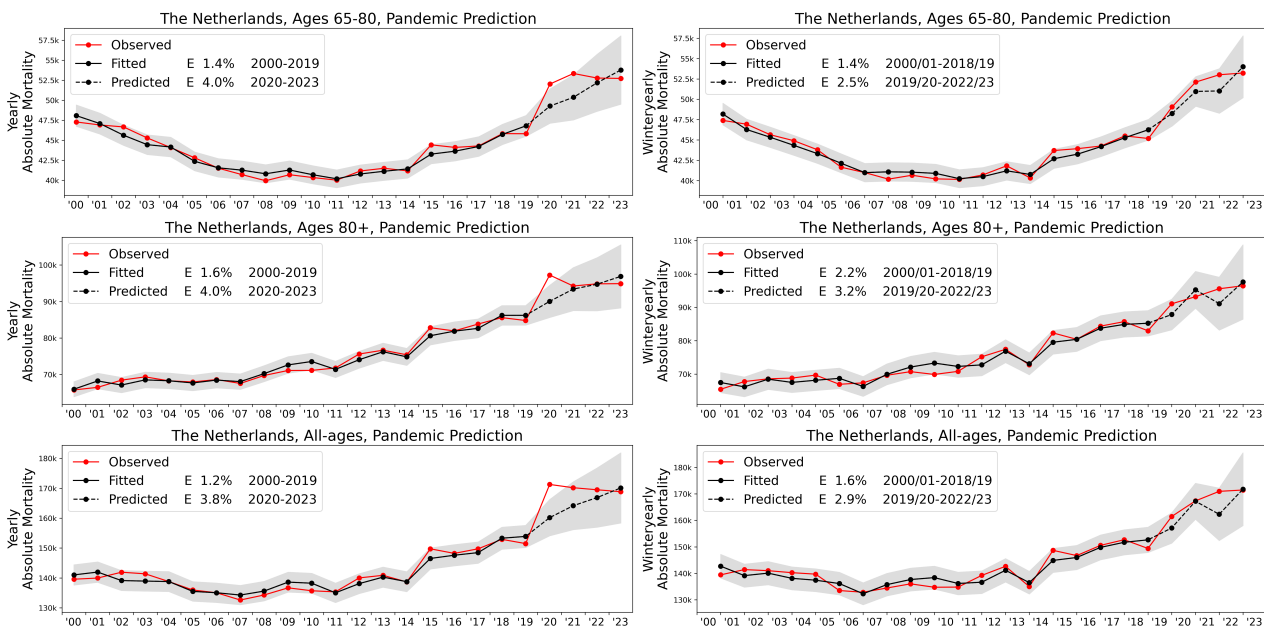 The Netherlands, Ages 65-80, Pandemic Prediction
Yearly
Absolute Mortality
57.5k
55k
52.5k
50k
47.5k
45k
42.5k
40k
Observed
Fitted E 1.4% 2000-2019
Predicted E 4.0% 2020-2023
'00 '01 '02 '03 '04 '05 '06 '07 '08 '09 '10 '11 '12 '13 '14 '15 '16 '17 '18 '19 '20 '21 '22 '23
The Netherlands, Ages 65-80, Pandemic Prediction
Winteryearly
Absolute Mortality
57.5k
55k
52.5k
50k
47.5k
45k
42.5k
40k
Observed
Fitted E 1.4% 2000/01-2018/19
Predicted E 2.5% 2019/20-2022/23
'00 '01 '02 '03 '04 '05 '06 '07 '08 '09 '10 '11 '12 '13 '14 '15 '16 '17 '18 '19 '20 '21 '22 '23
The Netherlands, Ages 80+, Pandemic Prediction
Yearly
Absolute Mortality
100k
90k
80k
70k
Observed
Fitted E 1.6% 2000-2019
Predicted E 4.0% 2020-2023
'00 '01 '02 '03 '04 '05 '06 '07 '08 '09 '10 '11 '12 '13 '14 '15 '16 '17 '18 '19 '20 '21 '22 '23
The Netherlands, Ages 80+, Pandemic Prediction
Winteryearly
Absolute Mortality
110k
100k
90k
80k
70k
Observed
Fitted E 2.2% 2000/01-2018/19
Predicted E 3.2% 2019/20-2022/23
'00 '01 '02 '03 '04 '05 '06 '07 '08 '09 '10 '11 '12 '13 '14 '15 '16 '17 '18 '19 '20 '21 '22 '23
The Netherlands, All-ages, Pandemic Prediction
Yearly
Absolute Mortality
180k
170k
160k
150k
140k
130k
Observed
Fitted E 1.2% 2000-2019
Predicted E 3.8% 2020-2023
'00 '01 '02 '03 '04 '05 '06 '07 '08 '09 '10 '11 '12 '13 '14 '15 '16 '17 '18 '19 '20 '21 '22 '23
The Netherlands, All-ages, Pandemic Prediction
Winteryearly
Absolute Mortality
180k
170k
160k
150k
140k
130k
Observed
Fitted E 1.6% 2000/01-2018/19
Predicted E 2.9% 2019/20-2022/23
'00 '01 '02 '03 '04 '05 '06 '07 '08 '09 '10 '11 '12 '13 '14 '15 '16 '17 '18 '19 '20 '21 '22 '23